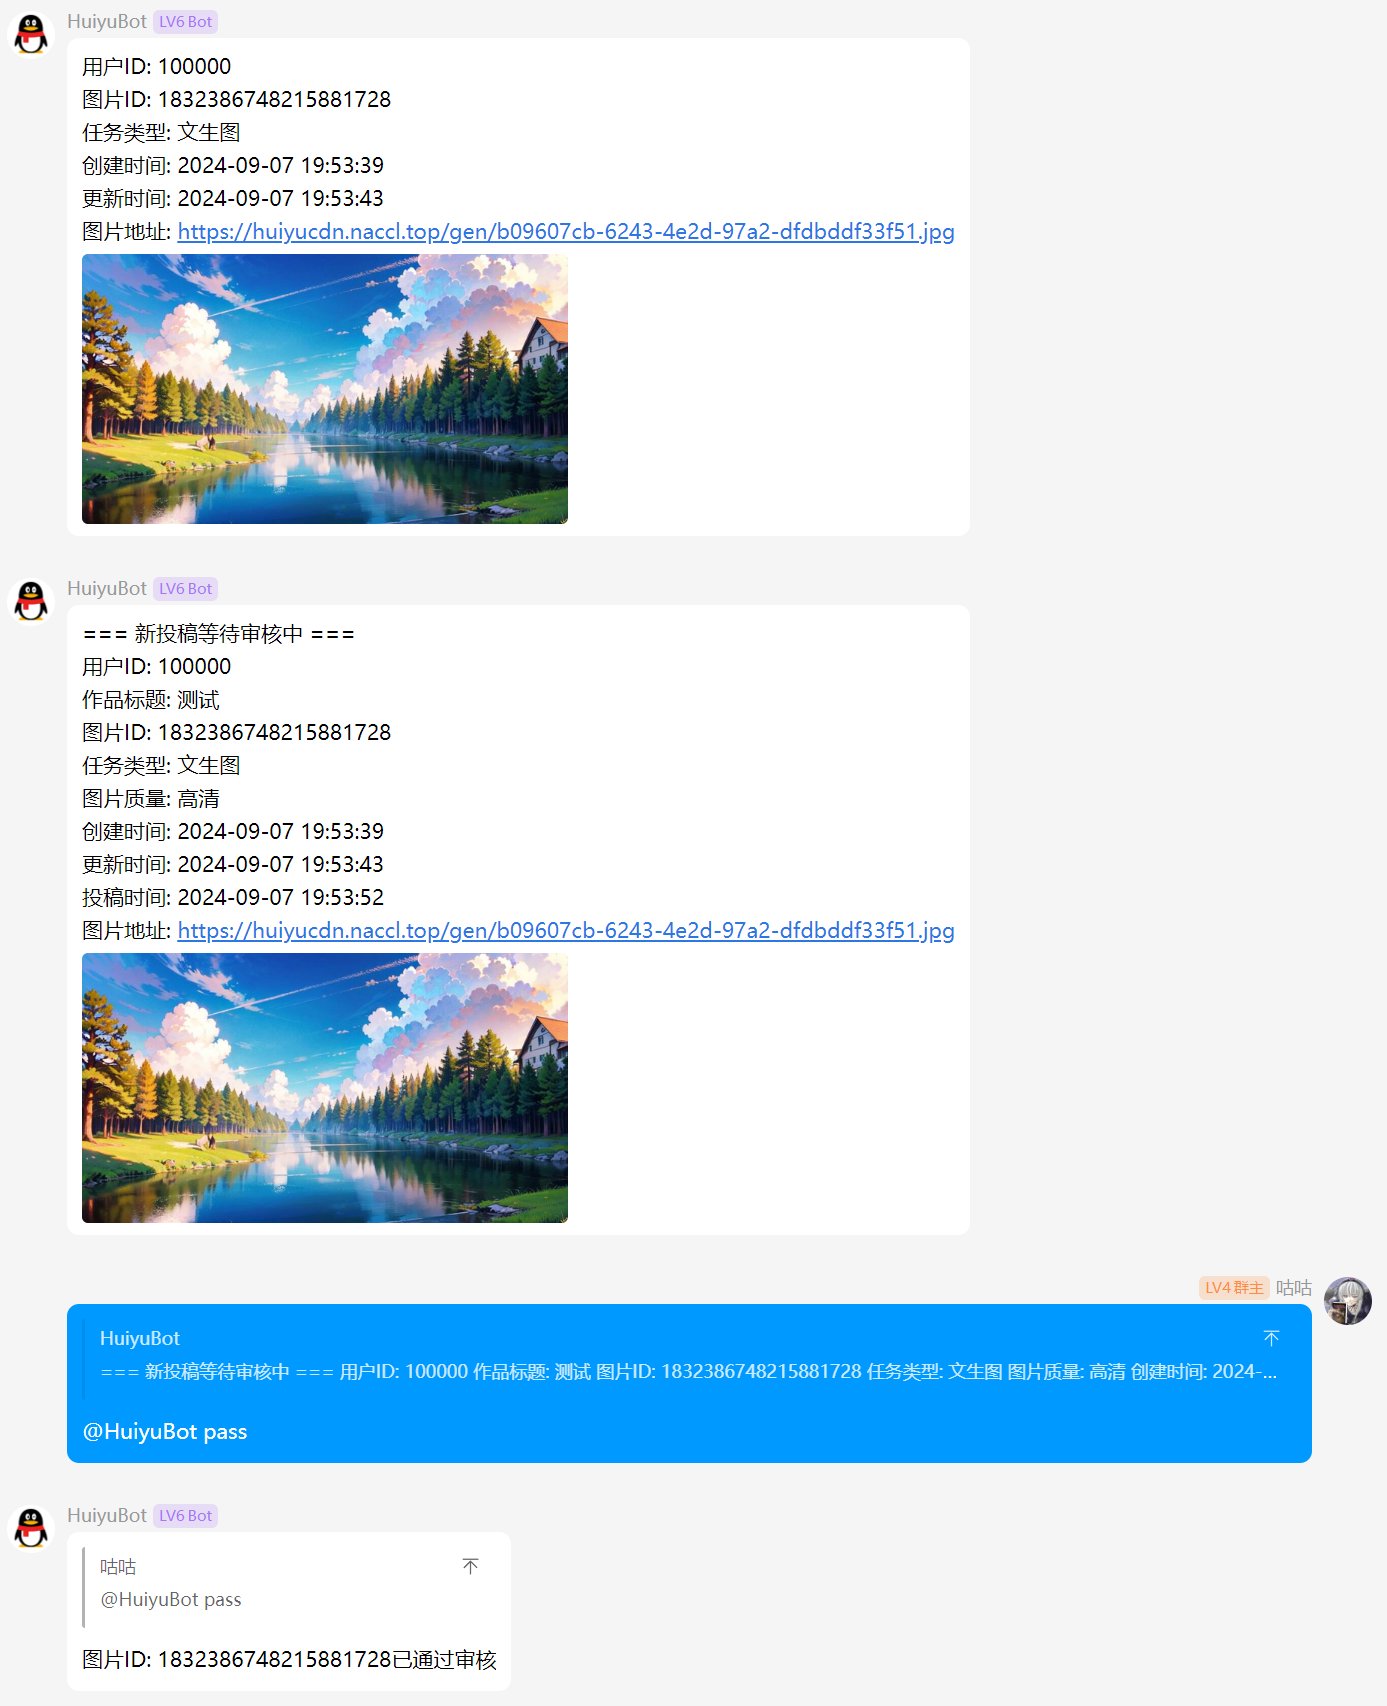 HuiyuBot LV6 Bot
用户ID: 100000
图片ID: 1832386748215881728
任务类型: 文生图
创建时间: 2024-09-07 19:53:39
更新时间: 2024-09-07 19:53:43
图片地址: https://huiyucdn.naccl.top/gen/b09607cb-6243-4e2d-97a2-dfdbddf33f51.jpg
HuiyuBot LV6 Bot
=== 新投稿等待审核中 ===
用户ID: 100000
作品标题: 测试
图片ID: 1832386748215881728
任务类型: 文生图
图片质量: 高清
创建时间: 2024-09-07 19:53:39
更新时间: 2024-09-07 19:53:43
投稿时间: 2024-09-07 19:53:52
图片地址: https://huiyucdn.naccl.top/gen/b09607cb-6243-4e2d-97a2-dfdbddf33f51.jpg
LV4 群主 咕咕
HuiyuBot
=== 新投稿等待审核中 === 用户ID: 100000 作品标题: 测试 图片ID: 1832386748215881728 任务类型: 文生图 图片质量: 高清 创建时间: 2024-...
@HuiyuBot pass
HuiyuBot LV6 Bot
咕咕
@HuiyuBot pass
图片ID: 1832386748215881728已通过审核